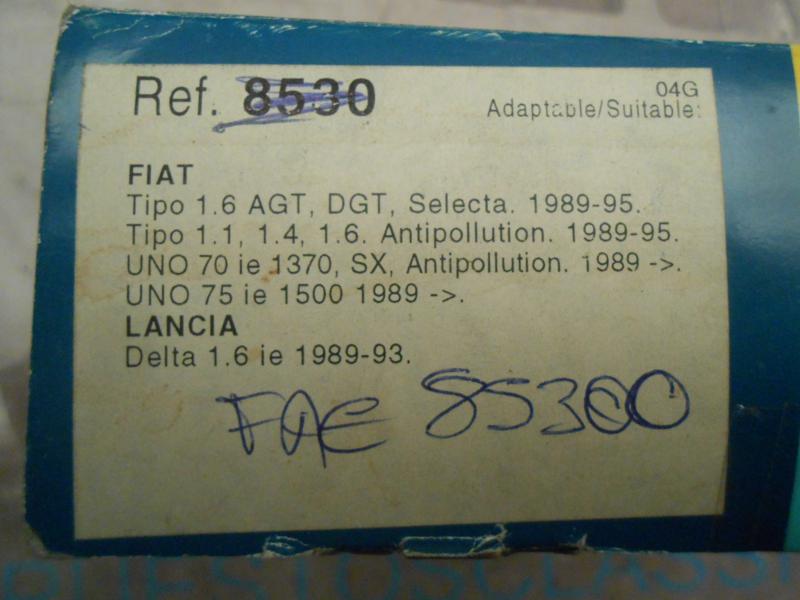 Ref. 8530
04G
Adaptable/Suitable:
FIAT
Tipo 1.6 AGT, DGT, Selecta. 1989-95.
Tipo 1.1, 1.4, 1.6. Antipollution. 1989-95.
UNO 70 ie 1370, SX, Antipollution. 1989 ->.
UNO 75 ie 1500 1989 ->.
LANCIA
Delta 1.6 ie 1989-93.
FAE 85300